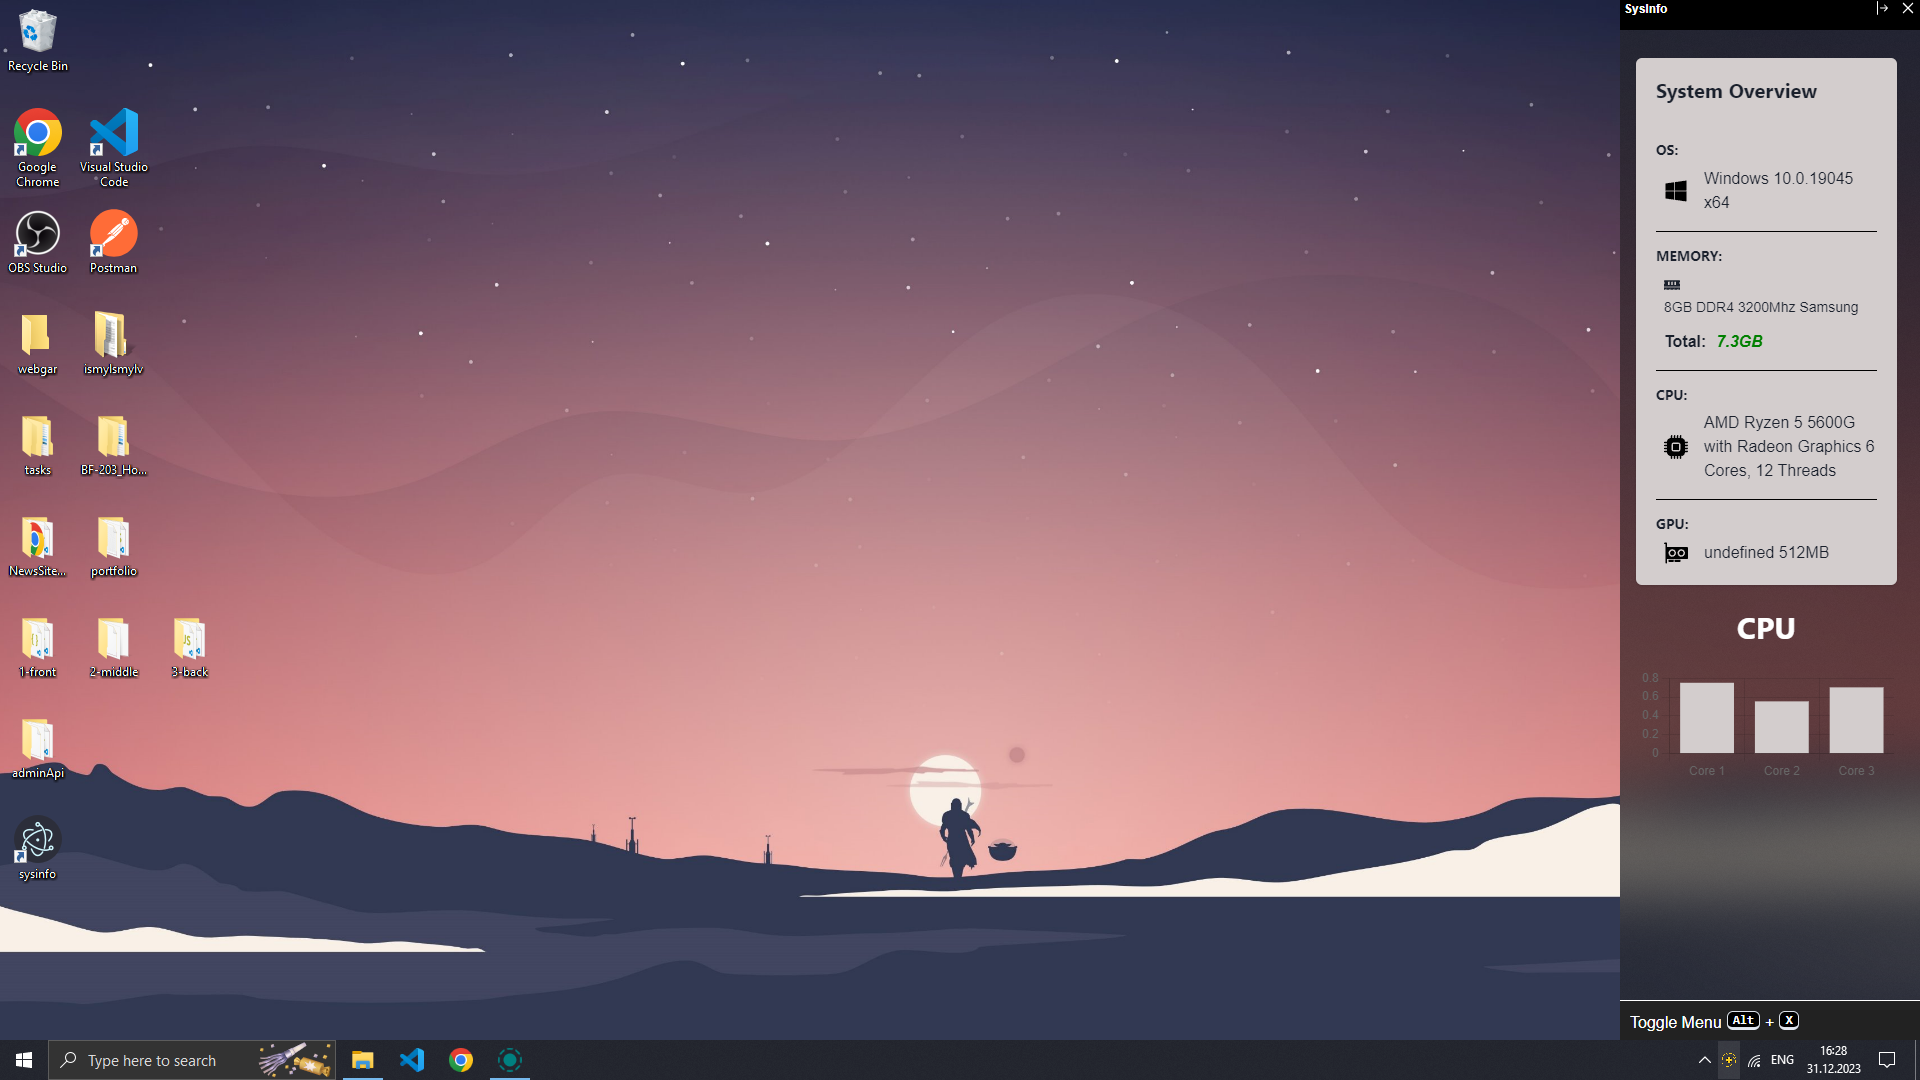 Recycle Bin
Google
Chrome
Visual Studio
Code
OBS Studio
Postman
webgar
ismylsmylv
tasks
BF-203_Ho...
NewsSite...
portfolio
1-front
2-middle
3-back
adminApi
sysinfo
SysInfo
System Overview
OS:
Windows 10.0.19045
x64
MEMORY:
8GB DDR4 3200Mhz Samsung
Total: 7.3GB
CPU:
AMD Ryzen 5 5600G
with Radeon Graphics 6
Cores, 12 Threads
GPU:
undefined 512MB
CPU
0.8
0.6
0.4
0.2
0
Core 1
Core 2
Core 3
Toggle Menu Alt + X
Type here to search
ENG
16:28
31.12.2023